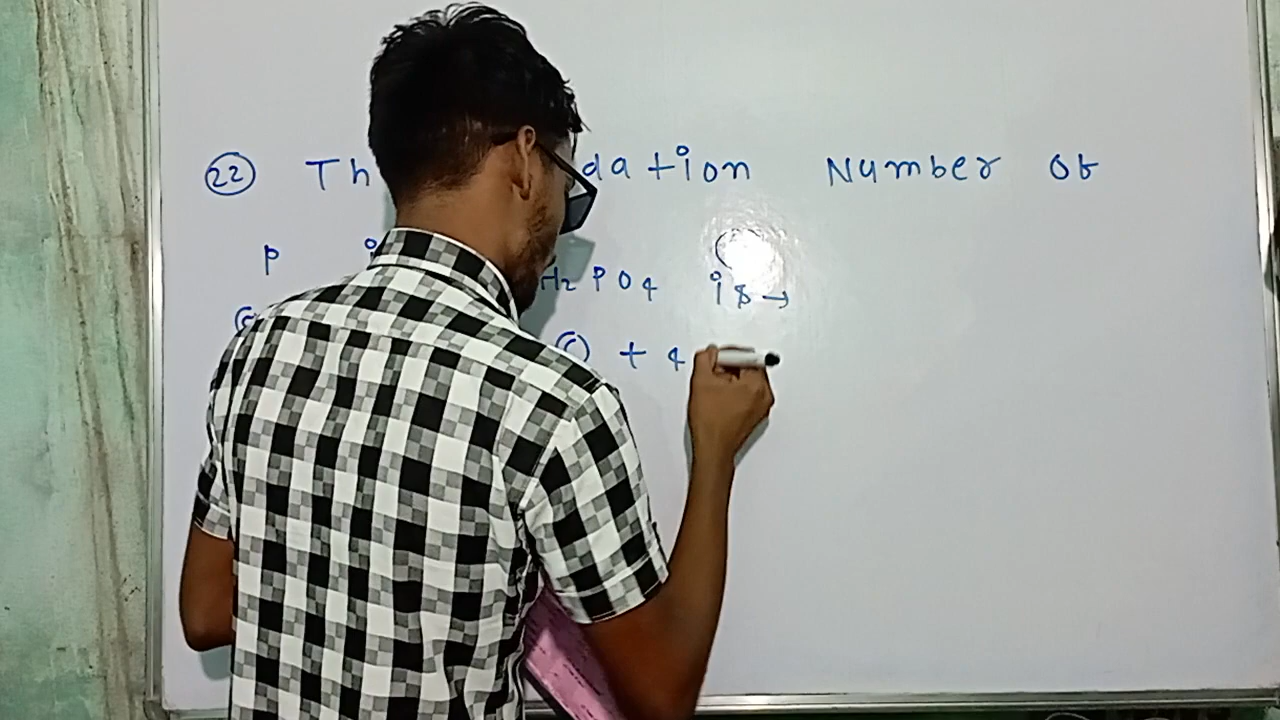 22 Th dation Number Of
P i H₂PO₄ is →
( ) + 4